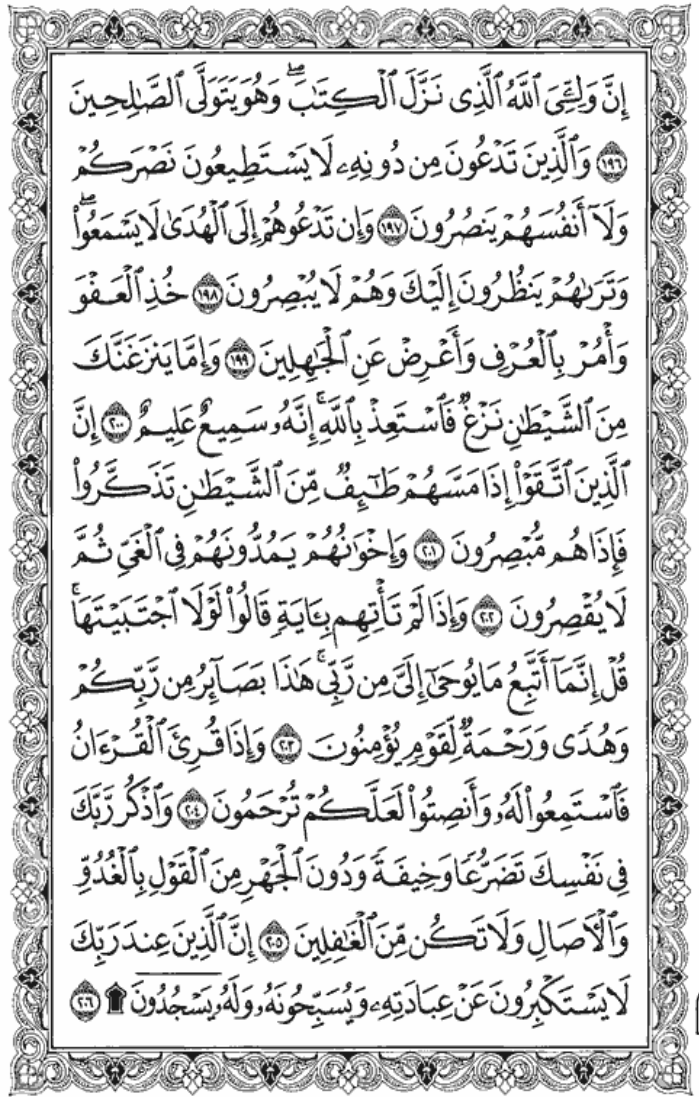 إِنَّ وَلِـِّۧيَ ٱللَّهُ ٱلَّذِى نَزَّلَ ٱلْكِتَـٰبَ ۖ وَهُوَ يَتَوَلَّى ٱلصَّـٰلِحِينَ
﴿١٩٦﴾ وَٱلَّذِينَ تَدْعُونَ مِن دُونِهِۦ لَا يَسْتَطِيعُونَ نَصْرَكُمْ
وَلَآ أَنفُسَهُمْ يَنصُرُونَ ﴿١٩٧﴾ وَإِن تَدْعُوهُمْ إِلَى ٱلْهُدَىٰ لَا يَسْمَعُوا۟ ۖ
وَتَرَىٰهُمْ يَنظُرُونَ إِلَيْكَ وَهُمْ لَا يُبْصِرُونَ ﴿١٩٨﴾ خُذِ ٱلْعَفْوَ
وَأْمُرْ بِٱلْعُرْفِ وَأَعْرِضْ عَنِ ٱلْجَـٰهِلِينَ ﴿١٩٩﴾ وَإِمَّا يَنزَغَنَّكَ
مِنَ ٱلشَّيْطَـٰنِ نَزْغٌ فَٱسْتَعِذْ بِٱللَّهِ ۚ إِنَّهُۥ سَمِيعٌ عَلِيمٌ ﴿٢٠٠﴾ إِنَّ
ٱلَّذِينَ ٱتَّقَوْا۟ إِذَا مَسَّهُمْ طَـٰٓئِفٌ مِّنَ ٱلشَّيْطَـٰنِ تَذَكَّرُوا۟
فَإِذَا هُم مُّبْصِرُونَ ﴿٢٠١﴾ وَإِخْوَٰنُهُمْ يَمُدُّونَهُمْ فِى ٱلْغَىِّ ثُمَّ
لَا يُقْصِرُونَ ﴿٢٠٢﴾ وَإِذَا لَمْ تَأْتِهِم بِـَٔايَةٍ قَالُوا۟ لَوْلَا ٱجْتَبَيْتَهَا ۚ
قُلْ إِنَّمَآ أَتَّبِعُ مَا يُوحَىٰٓ إِلَىَّ مِن رَّبِّى ۚ هَـٰذَا بَصَآئِرُ مِن رَّبِّكُمْ
وَهُدًى وَرَحْمَةٌ لِّقَوْمٍ يُؤْمِنُونَ ﴿٢٠٣﴾ وَإِذَا قُرِئَ ٱلْقُرْءَانُ
فَٱسْتَمِعُوا۟ لَهُۥ وَأَنصِتُوا۟ لَعَلَّكُمْ تُرْحَمُونَ ﴿٢٠٤﴾ وَٱذْكُر رَّبَّكَ
فِى نَفْسِكَ تَضَرُّعًا وَخِيفَةً وَدُونَ ٱلْجَهْرِ مِنَ ٱلْقَوْلِ بِٱلْغُدُوِّ
وَٱلْـَٔاصَالِ وَلَا تَكُن مِّنَ ٱلْغَـٰفِلِينَ ﴿٢٠٥﴾ إِنَّ ٱلَّذِينَ عِندَ رَبِّكَ
لَا يَسْتَكْبِرُونَ عَنْ عِبَادَتِهِۦ وَيُسَبِّحُونَهُۥ وَلَهُۥ يَسْجُدُونَ ۩ ﴿٢٠٦﴾